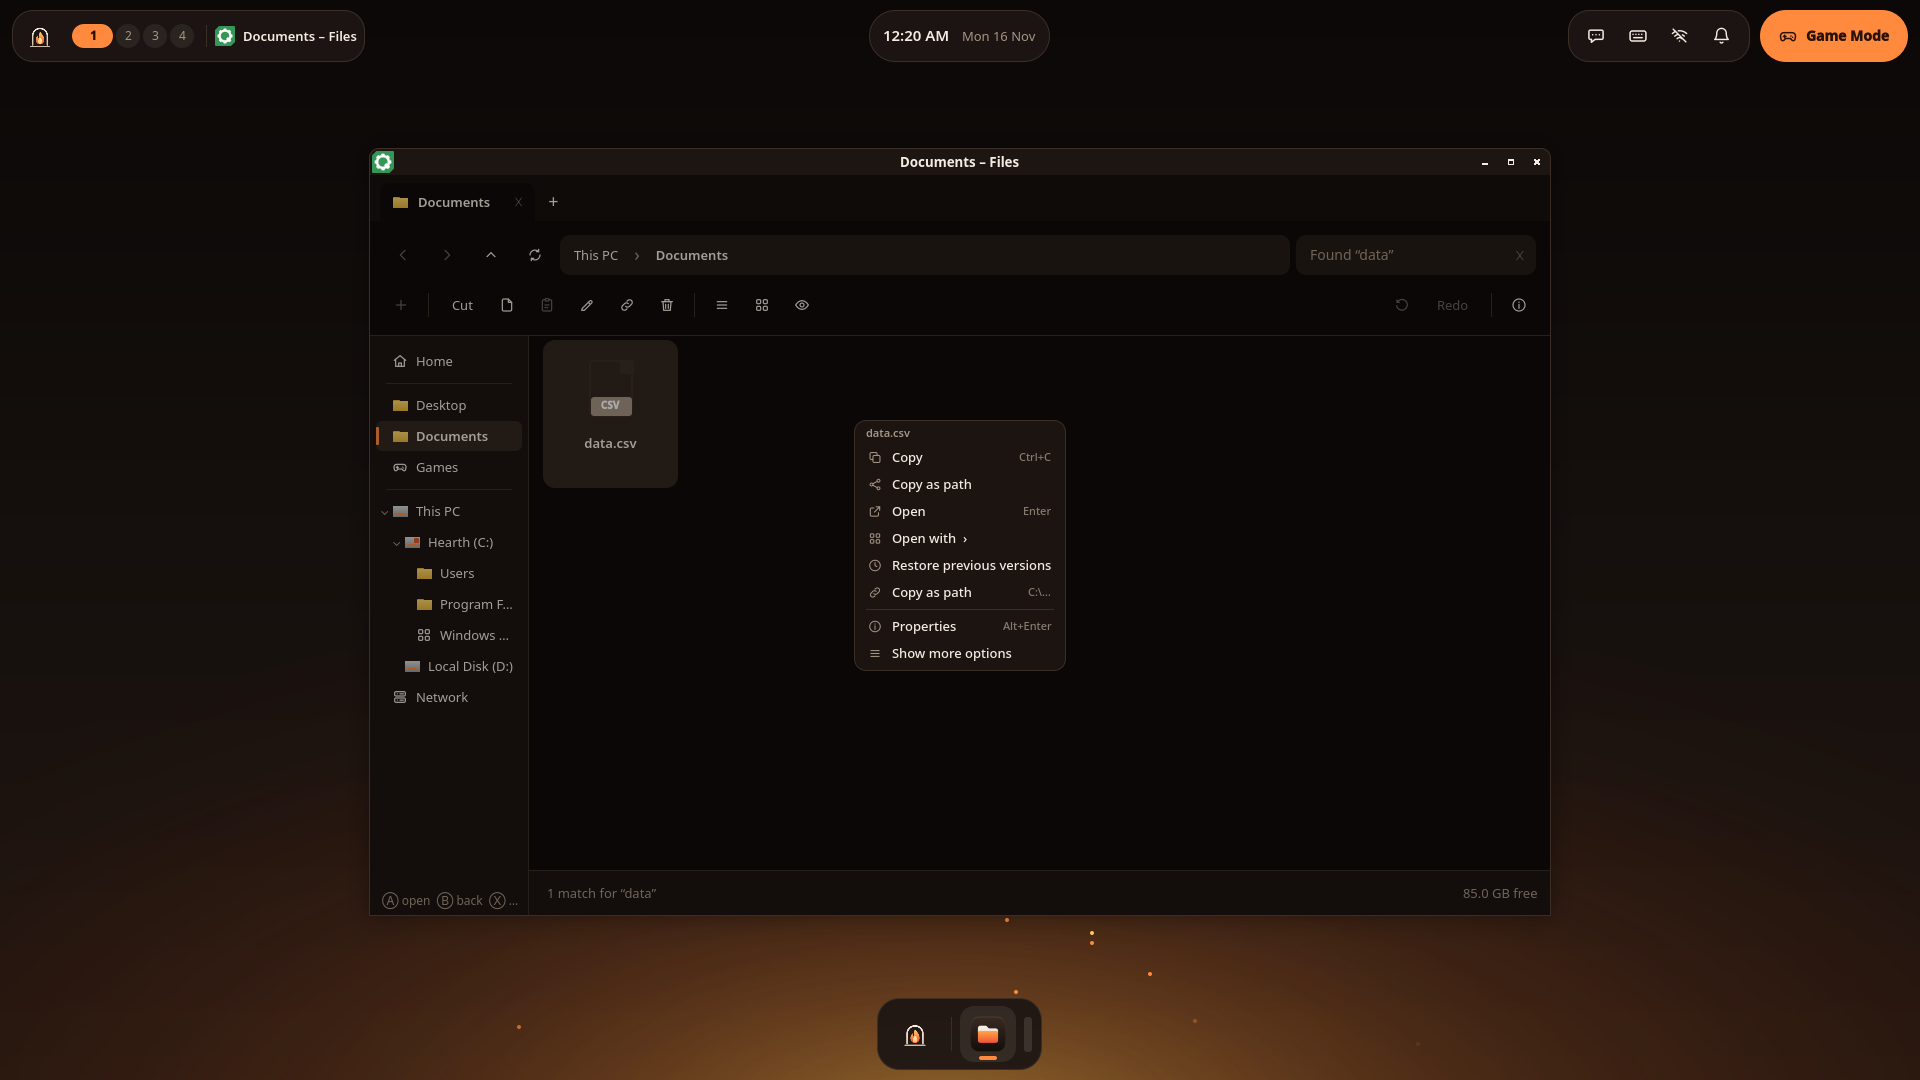 1 2 3 4 Documents – Files
12:20 AM Mon 16 Nov
Game Mode
Documents – Files
Documents X +
This PC › Documents
Found “data” X
Cut
Redo
Home
Desktop
Documents
Games
This PC
Hearth (C:)
Users
Program F...
Windows ...
Local Disk (D:)
Network
A open B back X ...
CSV
data.csv
data.csv
Copy Ctrl+C
Copy as path
Open Enter
Open with ›
Restore previous versions
Copy as path C:\...
Properties Alt+Enter
Show more options
1 match for “data”
85.0 GB free